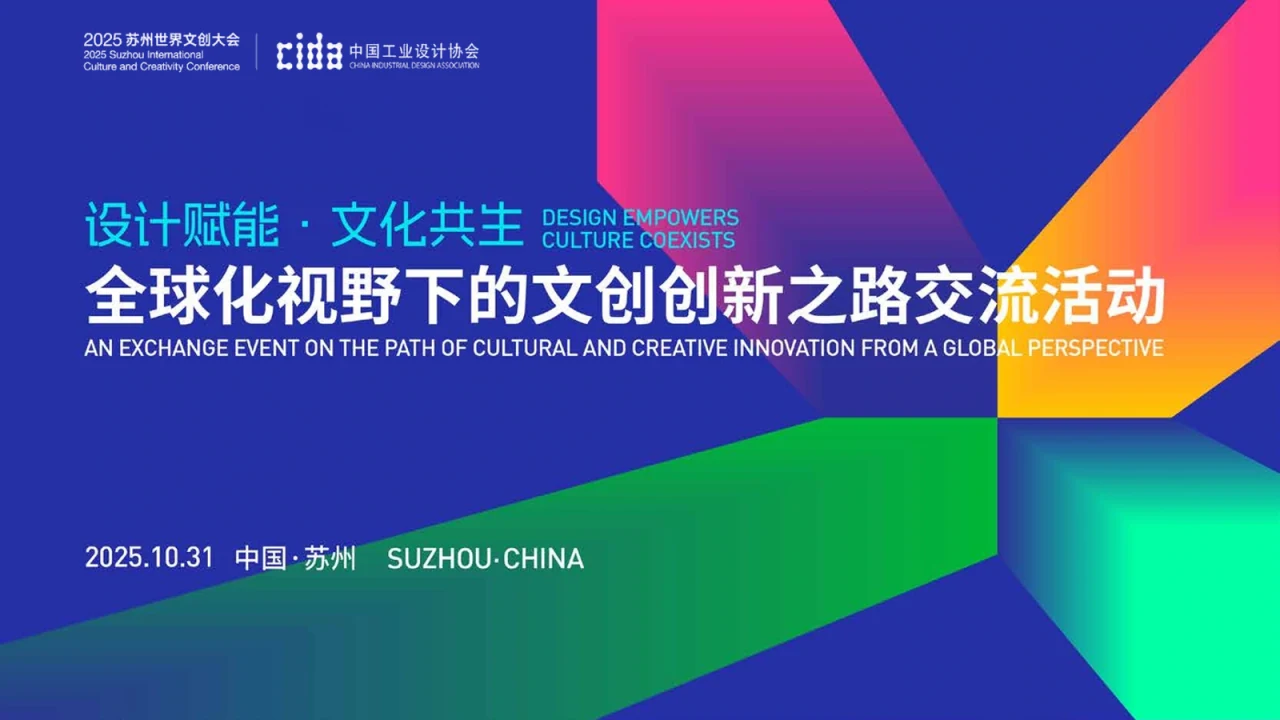 2025 苏州世界文创大会
2025 Suzhou International
Culture and Creativity Conference
cida 中国工业设计协会
CHINA INDUSTRIAL DESIGN ASSOCIATION
设计赋能·文化共生
DESIGN EMPOWERS
CULTURE COEXISTS
全球化视野下的文创创新之路交流活动
AN EXCHANGE EVENT ON THE PATH OF CULTURAL AND CREATIVE INNOVATION FROM A GLOBAL PERSPECTIVE
2025.10.31 中国·苏州 SUZHOU·CHINA